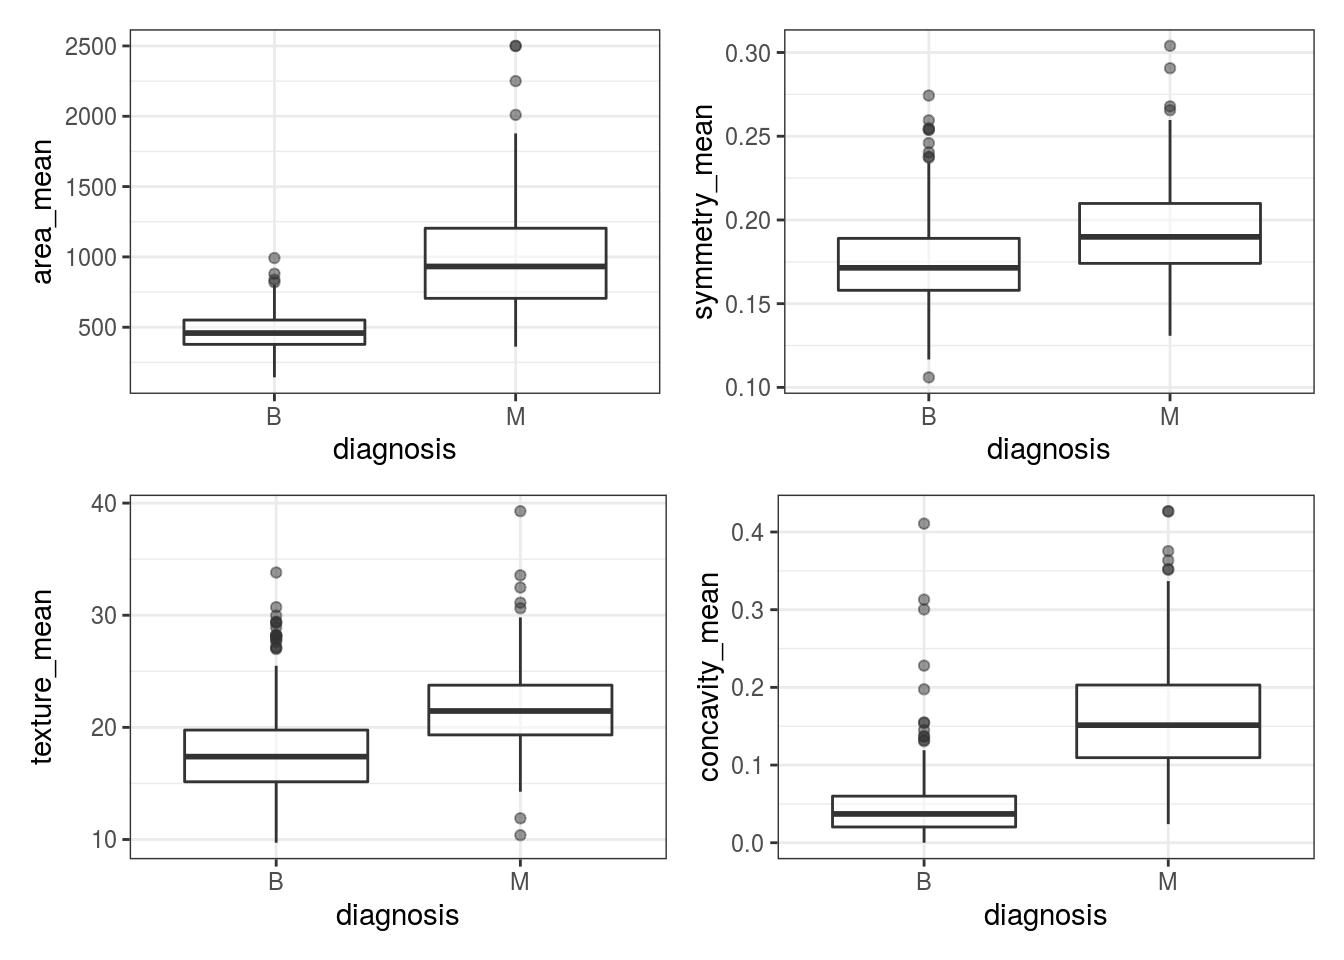 area_mean
2500
2000
1500
1000
500
B M
diagnosis
symmetry_mean
0.30
0.25
0.20
0.15
0.10
B M
diagnosis
texture_mean
40
30
20
10
B M
diagnosis
concavity_mean
0.4
0.3
0.2
0.1
0.0
B M
diagnosis